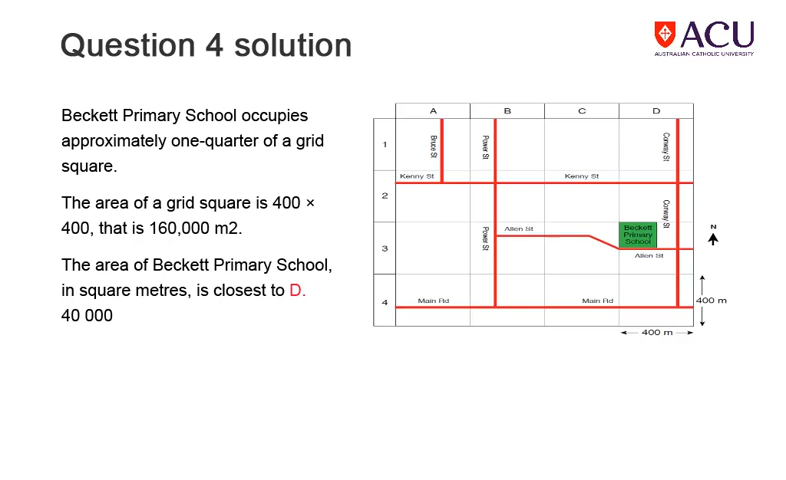 Question 4 solution
ACU
AUSTRALIAN CATHOLIC UNIVERSITY
Beckett Primary School occupies
approximately one-quarter of a grid
square.
The area of a grid square is 400 ×
400, that is 160,000 m2.
The area of Beckett Primary School,
in square metres, is closest to D.
40 000
A B C D
1
Bruce St
Power St
Conway St
Kenny St
Kenny St
2
Conway St
3
Power St
Allen St
Beckett
Primary
School
Allen St
N
4
Main Rd
Main Rd
400 m
400 m